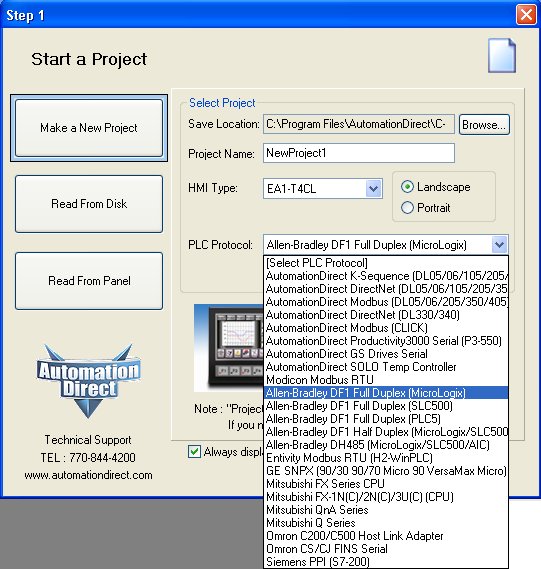 Step 1
Start a Project
Make a New Project
Read From Disk
Read From Panel
Automation
Direct
Technical Support
TEL : 770-844-4200
www.automationdirect.com
Select Project
Save Location: C:\Program Files\AutomationDirect\C- Browse...
Project Name: NewProject1
HMI Type: EA1-T4CL
Landscape
Portrait
PLC Protocol: Allen-Bradley DF1 Full Duplex (MicroLogix)
[Select PLC Protocol]
AutomationDirect K-Sequence (DL05/06/105/205/
AutomationDirect DirectNet (DL05/06/105/205/35
AutomationDirect Modbus (DL05/06/205/350/405
AutomationDirect DirectNet (DL330/340)
AutomationDirect Modbus (CLICK)
AutomationDirect Productivity3000 Serial (P3-550)
AutomationDirect GS Drives Serial
AutomationDirect SOLO Temp Controller
Modicon Modbus RTU
Allen-Bradley DF1 Full Duplex (MicroLogix)
Allen-Bradley DF1 Full Duplex (SLC500)
Allen-Bradley DF1 Full Duplex (PLC5)
Allen-Bradley DF1 Half Duplex (MicroLogix/SLC500
Allen-Bradley DH485 (MicroLogix/SLC500/AIC)
Entivity Modbus RTU (H2-WinPLC)
GE SNPX (90/30 90/70 Micro 90 VersaMax Micro)
Mitsubishi FX Series CPU
Mitsubishi FX-1N(C)/2N(C)/3U(C) (CPU)
Mitsubishi QnA Series
Mitsubishi Q Series
Omron C200/C500 Host Link Adapter
Omron CS/CJ FINS Serial
Siemens PPI (S7-200)
Note : "Project
If you n
Always displa